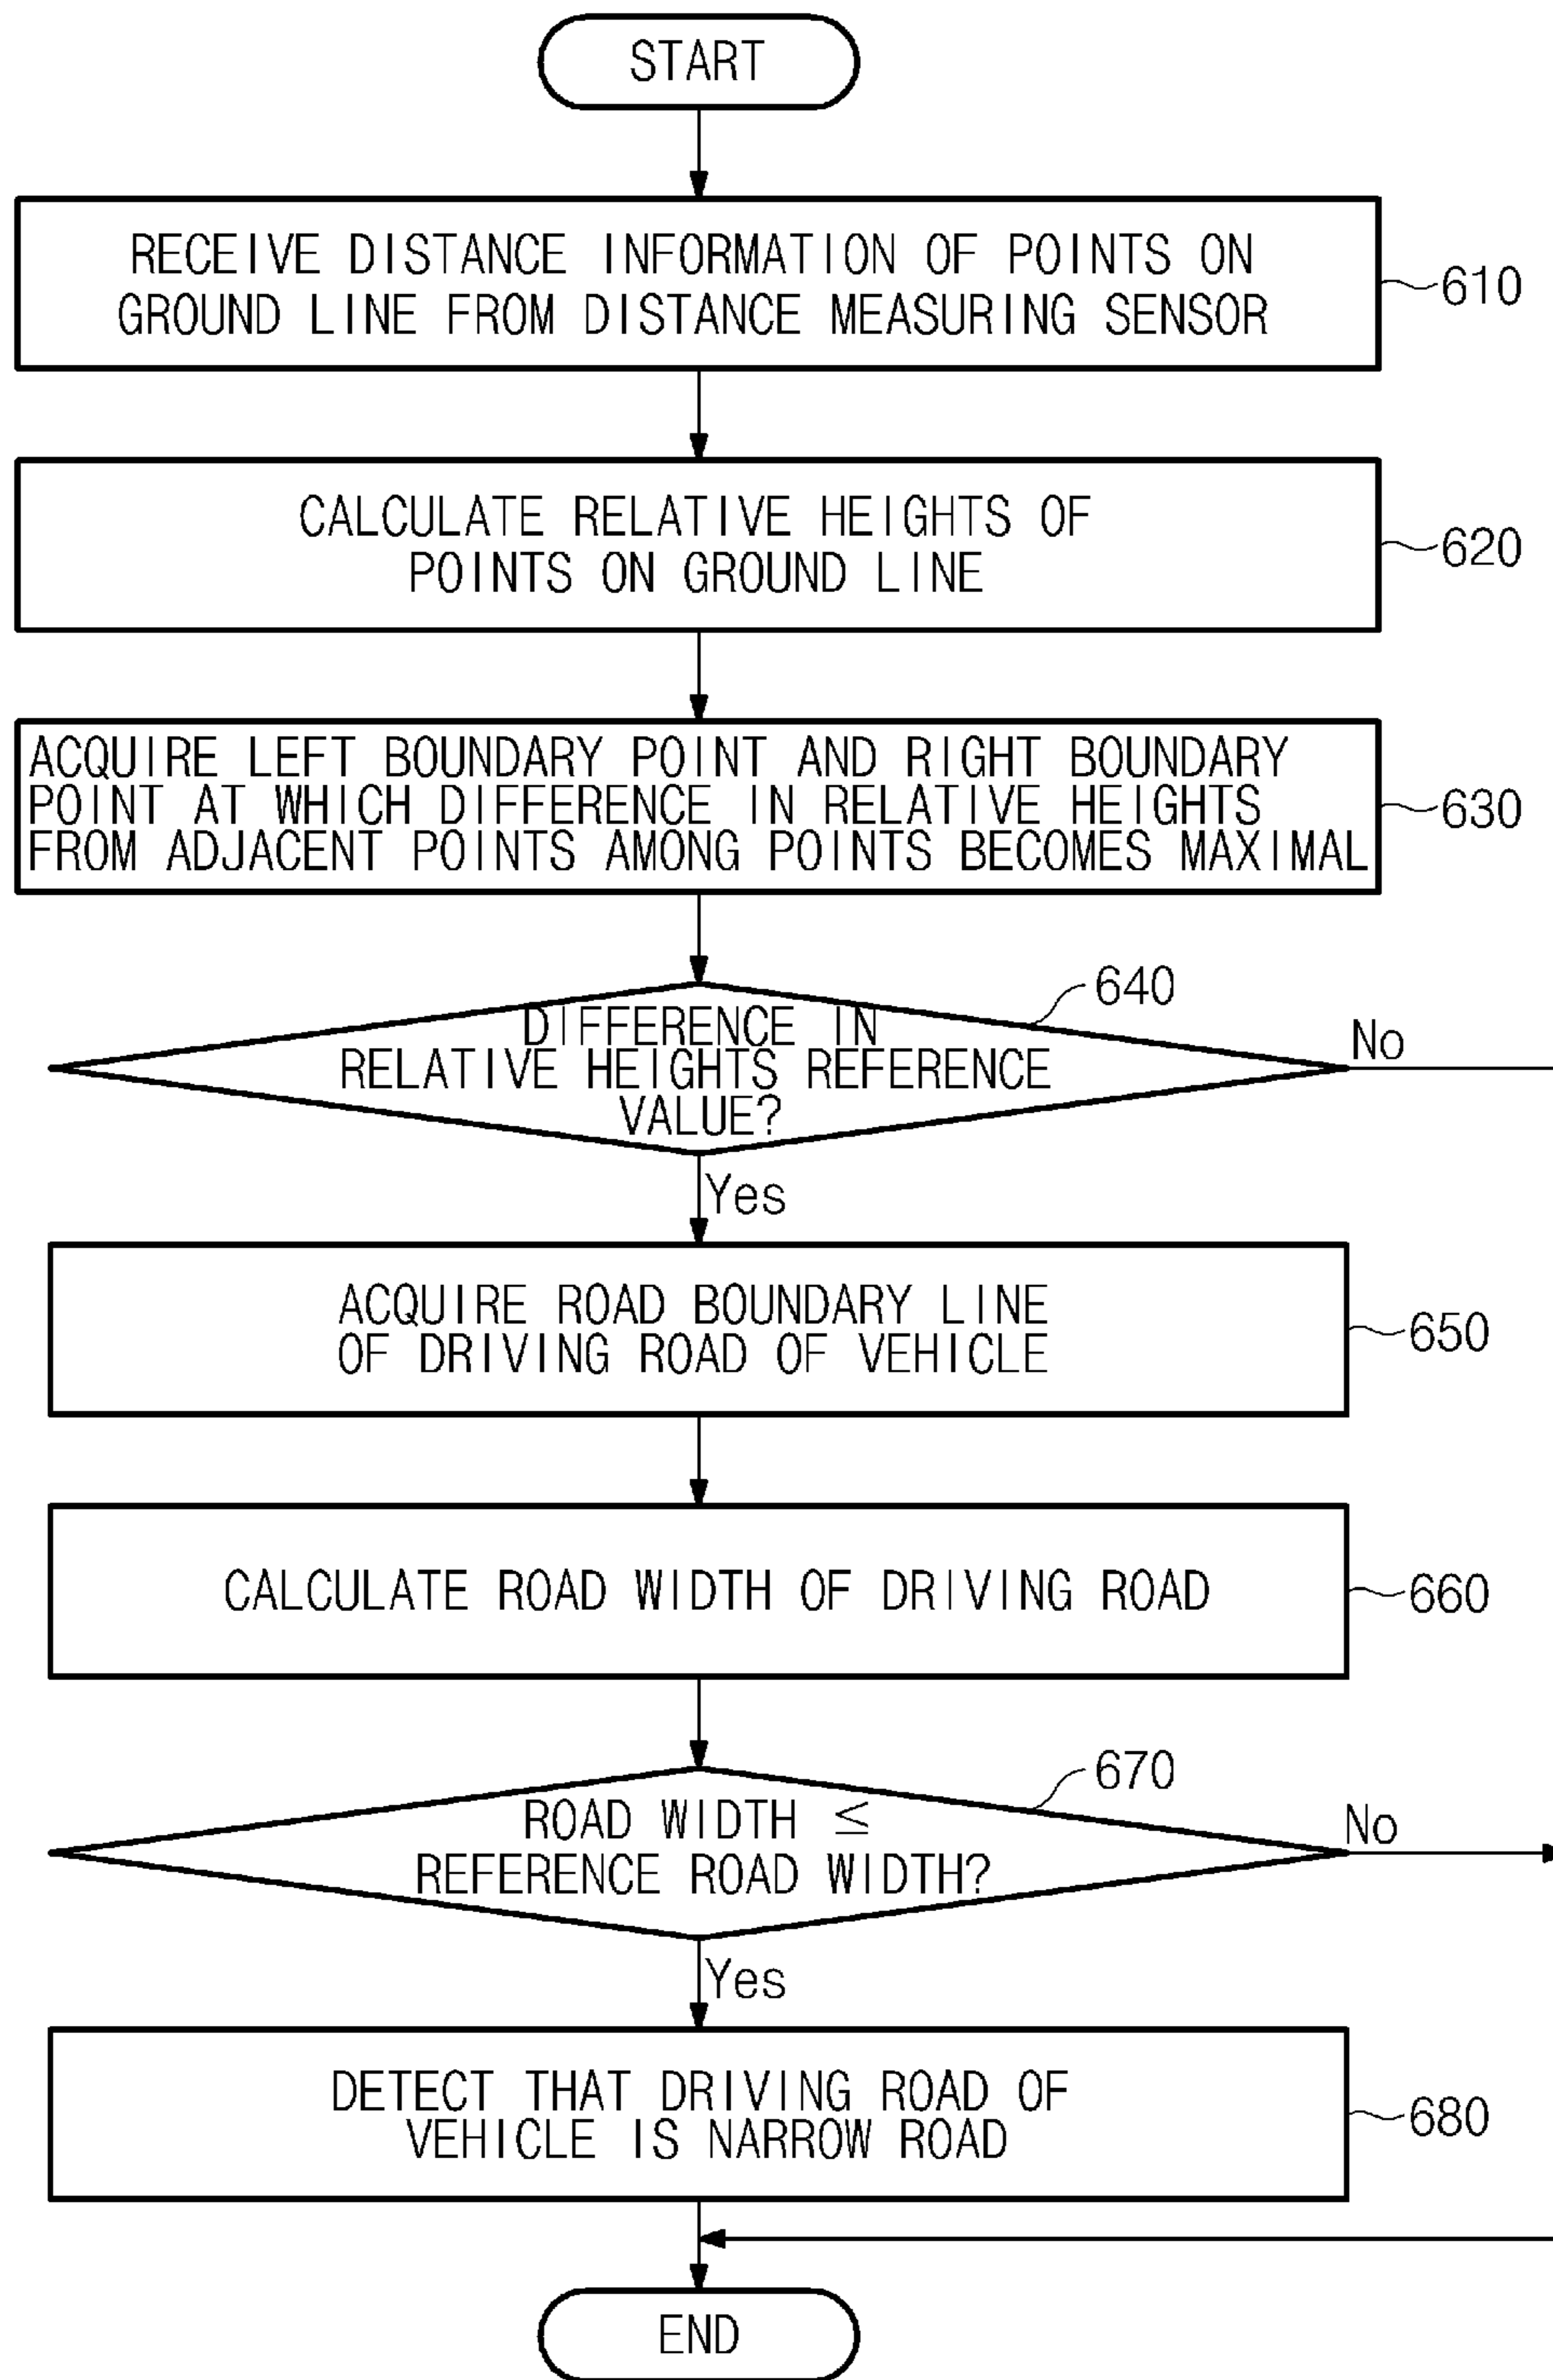 START
RECEIVE DISTANCE INFORMATION OF POINTS ON
GROUND LINE FROM DISTANCE MEASURING SENSOR
610
CALCULATE RELATIVE HEIGHTS OF
POINTS ON GROUND LINE
620
ACQUIRE LEFT BOUNDARY POINT AND RIGHT BOUNDARY
POINT AT WHICH DIFFERENCE IN RELATIVE HEIGHTS
FROM ADJACENT POINTS AMONG POINTS BECOMES MAXIMAL
630
640
DIFFERENCE IN
RELATIVE HEIGHTS REFERENCE
VALUE?
No
Yes
ACQUIRE ROAD BOUNDARY LINE
OF DRIVING ROAD OF VEHICLE
650
CALCULATE ROAD WIDTH OF DRIVING ROAD
660
670
ROAD WIDTH ≤
REFERENCE ROAD WIDTH?
No
Yes
DETECT THAT DRIVING ROAD OF
VEHICLE IS NARROW ROAD
680
END